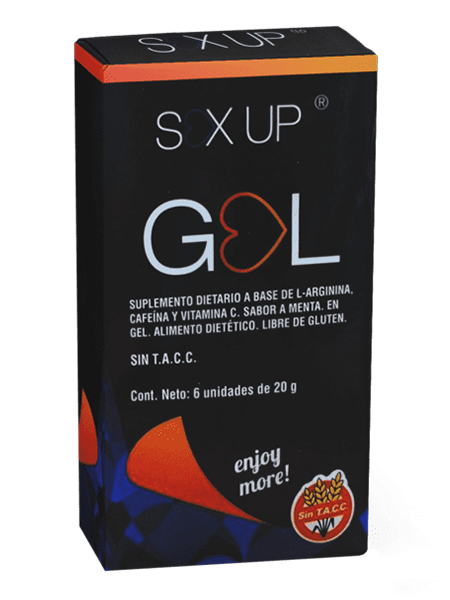 S♥X UP
S♥X UP ®
G♥L
SUPLEMENTO DIETARIO A BASE DE L-ARGININA,
CAFEÍNA Y VITAMINA C. SABOR A MENTA. EN
GEL. ALIMENTO DIETÉTICO. LIBRE DE GLUTEN.
SIN T.A.C.C.
Cont. Neto: 6 unidades de 20 g
enjoy
more!
Sin T.A.C.C.